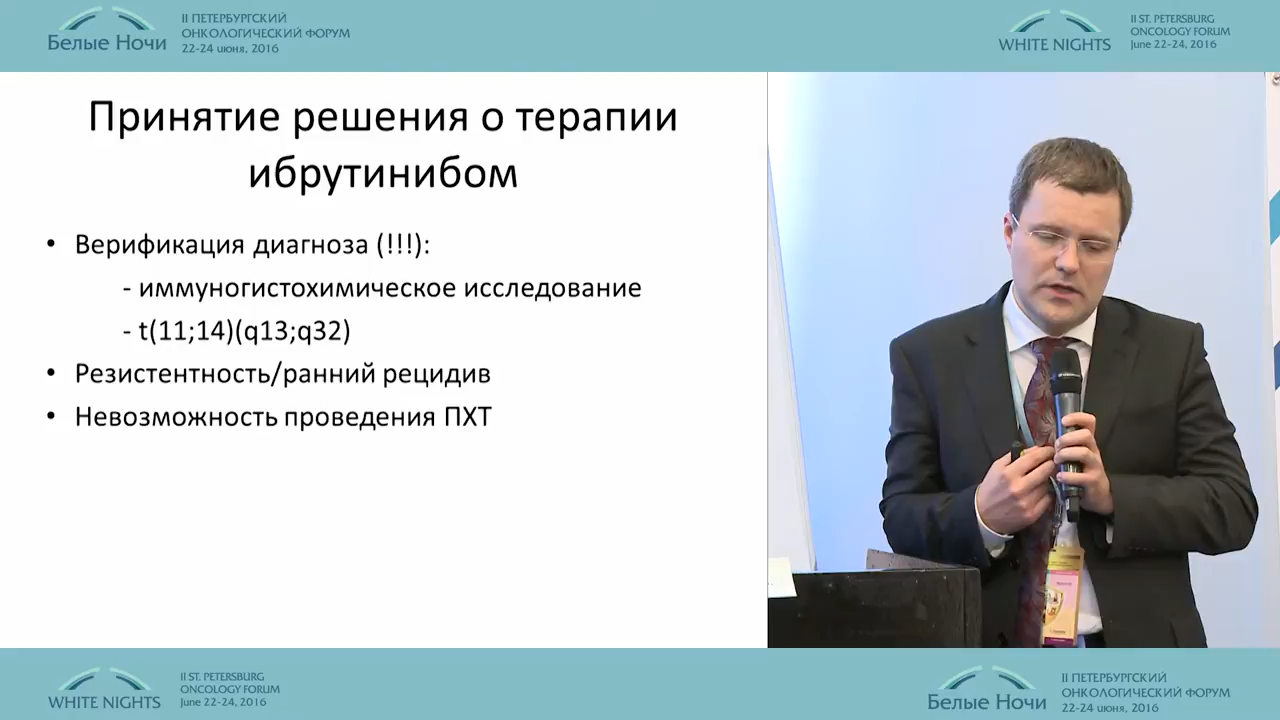 Белые Ночи
II ПЕТЕРБУРГСКИЙ
ОНКОЛОГИЧЕСКИЙ ФОРУМ
22-24 июня, 2016
WHITE NIGHTS
II ST. PETERSBURG
ONCOLOGY FORUM
June 22-24, 2016
Принятие решения о терапии
ибрутинибом
• Верификация диагноза (!!!):
- иммуногистохимическое исследование
- t(11;14)(q13;q32)
• Резистентность/ранний рецидив
• Невозможность проведения ПХТ
WHITE NIGHTS
II ST. PETERSBURG
ONCOLOGY FORUM
June 22-24, 2016
Белые Ночи
II ПЕТЕРБУРГСКИЙ
ОНКОЛОГИЧЕСКИЙ ФОРУМ
22-24 июня, 2016